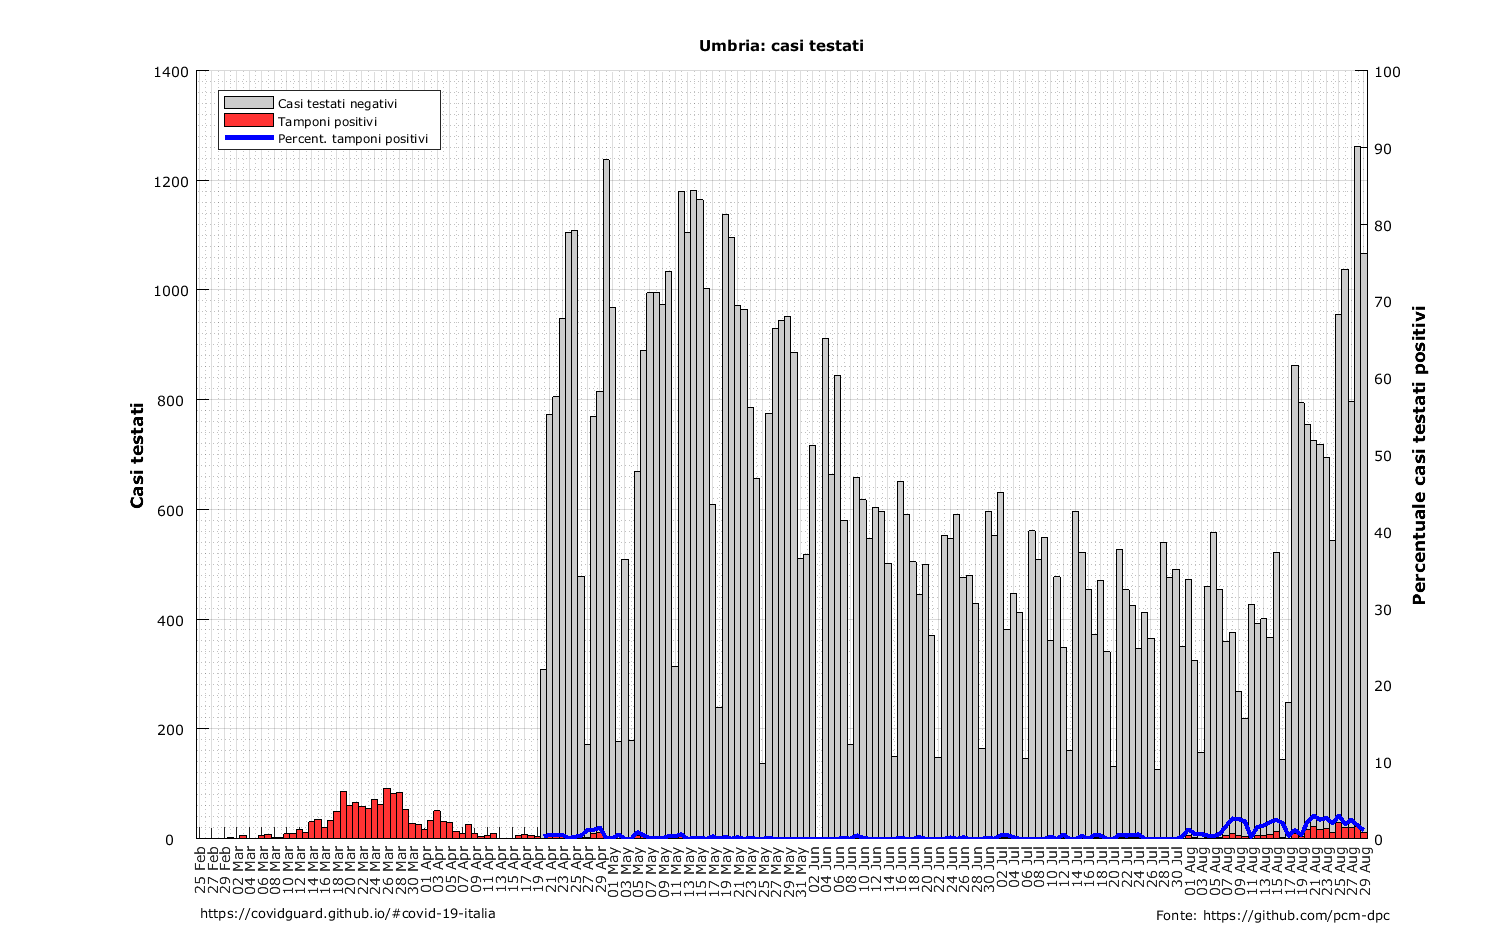 Umbria: casi testati
1400
1200
1000
800
600
400
200
0
100
90
80
70
60
50
40
30
20
10
0
Casi testati negativi
Tamponi positivi
Percent. tamponi positivi
Casi testati
Percentuale casi testati positivi
25 Feb
27 Feb
29 Feb
02 Mar
04 Mar
06 Mar
08 Mar
10 Mar
12 Mar
14 Mar
16 Mar
18 Mar
20 Mar
22 Mar
24 Mar
26 Mar
28 Mar
30 Mar
01 Apr
03 Apr
05 Apr
07 Apr
09 Apr
11 Apr
13 Apr
15 Apr
17 Apr
19 Apr
21 Apr
23 Apr
25 Apr
27 Apr
29 Apr
01 May
03 May
05 May
07 May
09 May
11 May
13 May
15 May
17 May
19 May
21 May
23 May
25 May
27 May
29 May
31 May
02 Jun
04 Jun
06 Jun
08 Jun
10 Jun
12 Jun
14 Jun
16 Jun
18 Jun
20 Jun
22 Jun
24 Jun
26 Jun
28 Jun
30 Jun
02 Jul
04 Jul
06 Jul
08 Jul
10 Jul
12 Jul
14 Jul
16 Jul
18 Jul
20 Jul
22 Jul
24 Jul
26 Jul
28 Jul
30 Jul
01 Aug
03 Aug
05 Aug
07 Aug
09 Aug
11 Aug
13 Aug
15 Aug
17 Aug
19 Aug
21 Aug
23 Aug
25 Aug
27 Aug
29 Aug
https://covidguard.github.io/#covid-19-italia
Fonte: https://github.com/pcm-dpc